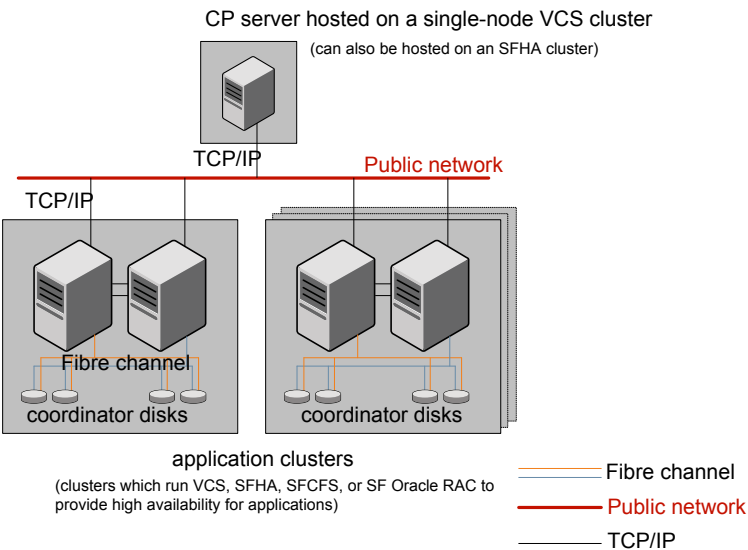 CP server hosted on a single-node VCS cluster
(can also be hosted on an SFHA cluster)
TCP/IP
Public network
TCP/IP
Fibre channel
coordinator disks
coordinator disks
application clusters
(clusters which run VCS, SFHA, SFCFS, or SF Oracle RAC to
provide high availability for applications)
Fibre channel
Public network
TCP/IP